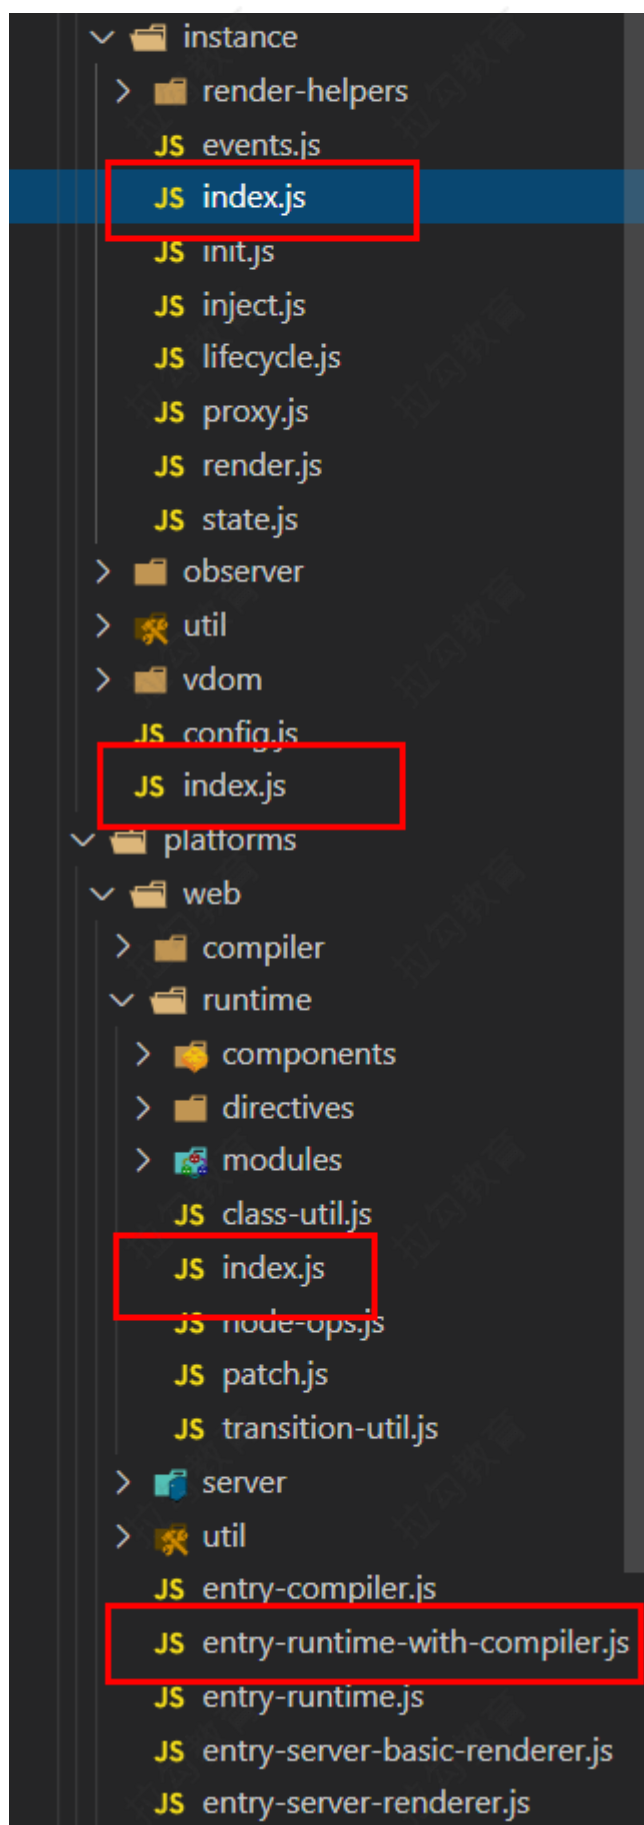 instance
render-helpers
JS events.js
JS index.js
JS init.js
JS inject.js
JS lifecycle.js
JS proxy.js
JS render.js
JS state.js
observer
util
vdom
JS config.js
JS index.js
platforms
web
compiler
runtime
components
directives
modules
JS class-util.js
JS index.js
JS node-ops.js
JS patch.js
JS transition-util.js
server
util
JS entry-compiler.js
JS entry-runtime-with-compiler.js
JS entry-runtime.js
JS entry-server-basic-renderer.js
JS entry-server-renderer.js
拉勾教育